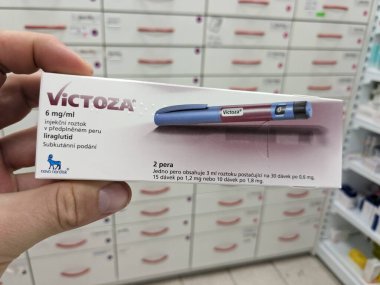 VICTOZA®
6 mg/ml
injekční roztok
v předplněném peru
liraglutid
Subkutánní podání
Victoza®
2 pera
Jedno pero obsahuje 3 ml roztoku postačující na 30 dávek po 0,6 mg,
15 dávek po 1,2 mg nebo 10 dávek po 1,8 mg.
novo nordisk